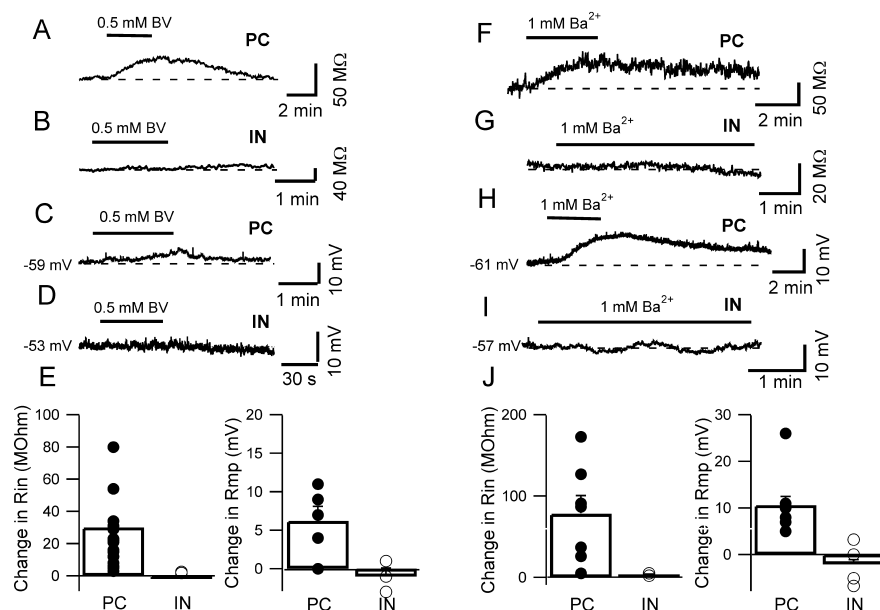 A
0.5 mM BV
PC
50 MΩ
2 min
B
0.5 mM BV
IN
40 MΩ
1 min
C
0.5 mM BV
PC
-59 mV
10 mV
1 min
D
0.5 mM BV
IN
-53 mV
10 mV
30 s
E
Change in Rin (MOhm)
100
80
60
40
20
0
PC
IN
Change in Rmp (mV)
20
15
10
5
0
PC
IN
F
1 mM Ba²⁺
PC
50 MΩ
2 min
G
1 mM Ba²⁺
IN
20 MΩ
1 min
H
1 mM Ba²⁺
PC
-61 mV
10 mV
2 min
I
1 mM Ba²⁺
IN
-57 mV
10 mV
1 min
J
Change in Rin (MOhm)
200
100
0
PC
IN
Change in Rmp (mV)
30
20
10
0
PC
IN